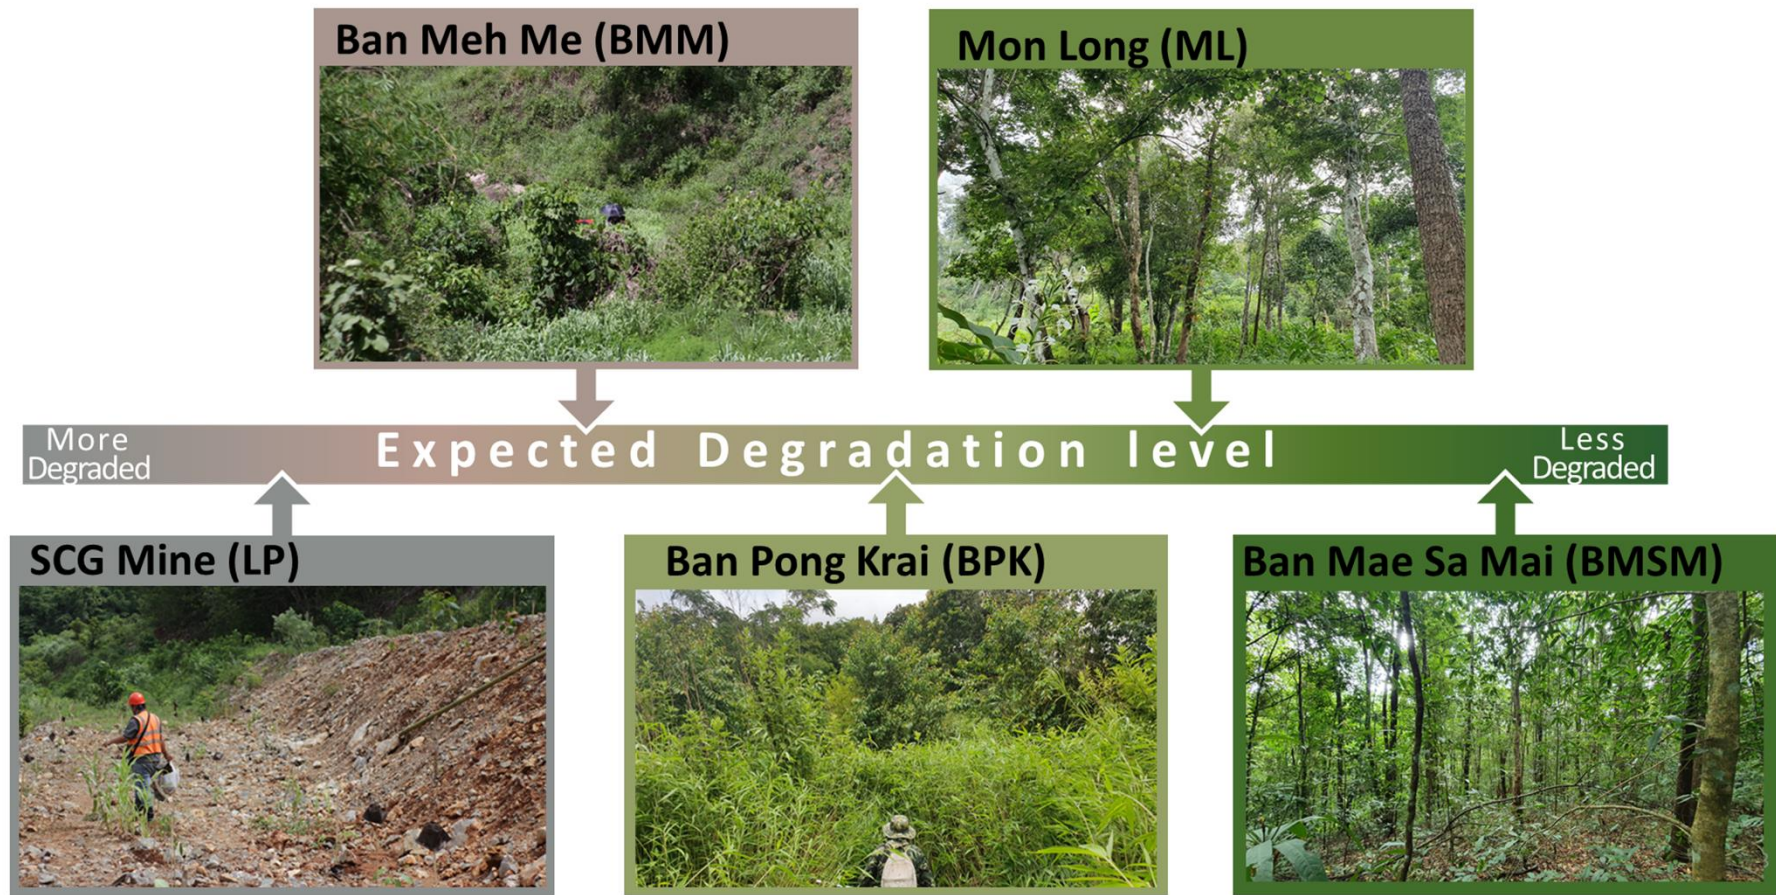 Ban Meh Me (BMM)
Mon Long (ML)
More
Degraded
Expected Degradation level
Less
Degraded
SCG Mine (LP)
Ban Pong Krai (BPK)
Ban Mae Sa Mai (BMSM)